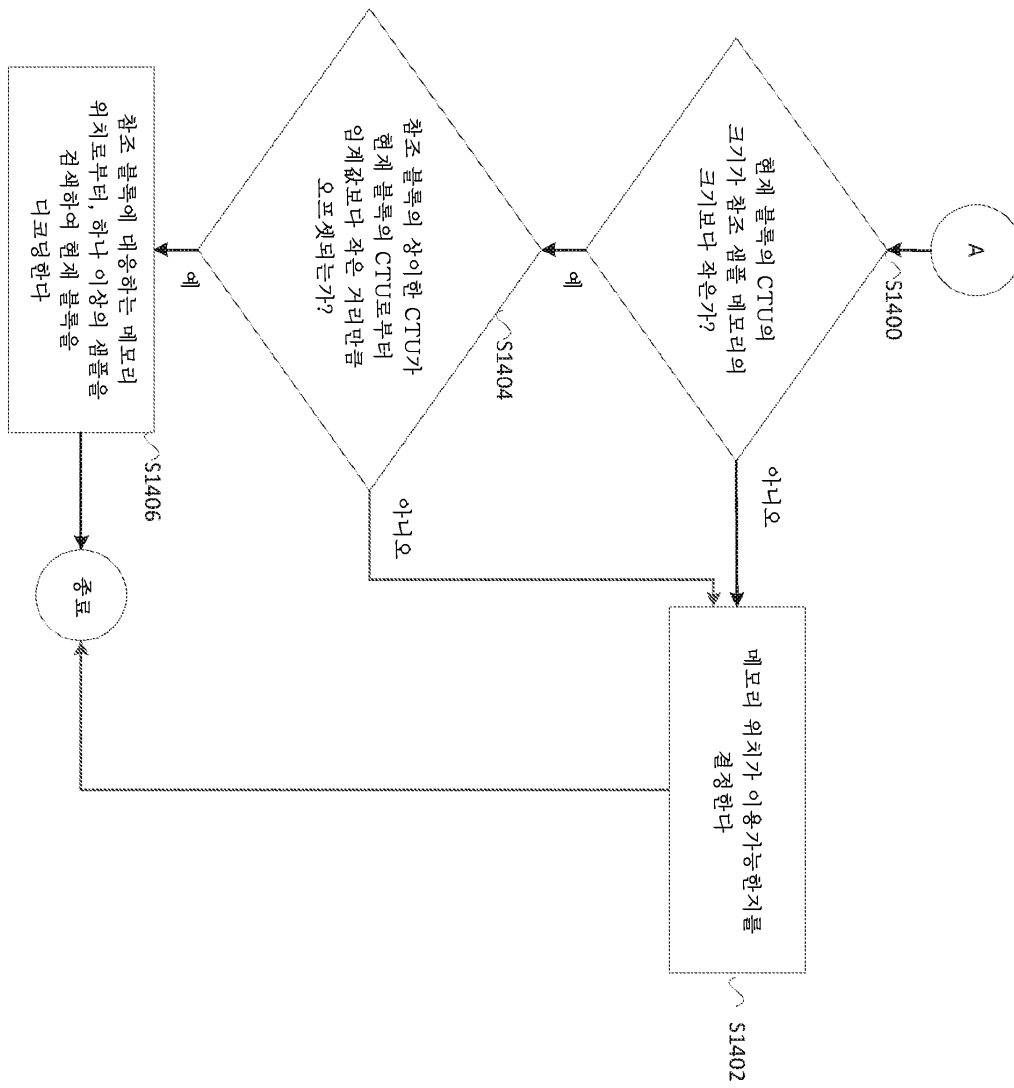 A
S1400
현재 블록의 CTU의
크기가 참조 샘플 메모리의
크기보다 작은가?
아니오
예
S1404
참조 블록의 상이한 CTU가
현재 블록의 CTU로부터
임계값보다 작은 거리만큼
오프셋되는가?
아니오
예
메모리 위치가 이용가능한지를
결정한다
S1402
참조 블록에 대응하는 메모리
위치로부터, 하나 이상의 샘플을
검색하여 현재 블록을
디코딩한다
S1406
종료